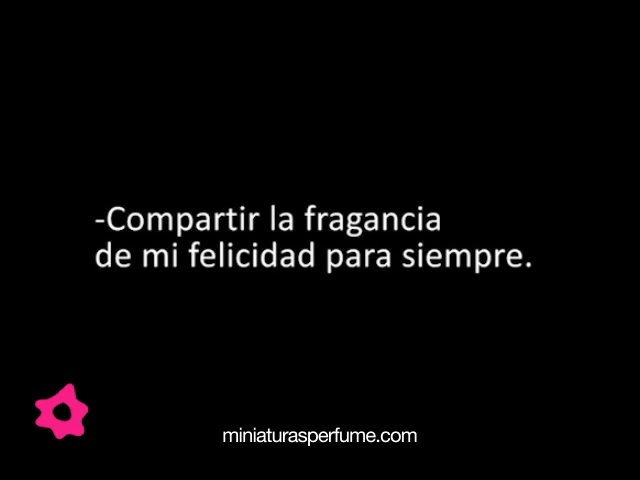 -Compartir la fragancia
de mi felicidad para siempre.
miniaturasperfume.com